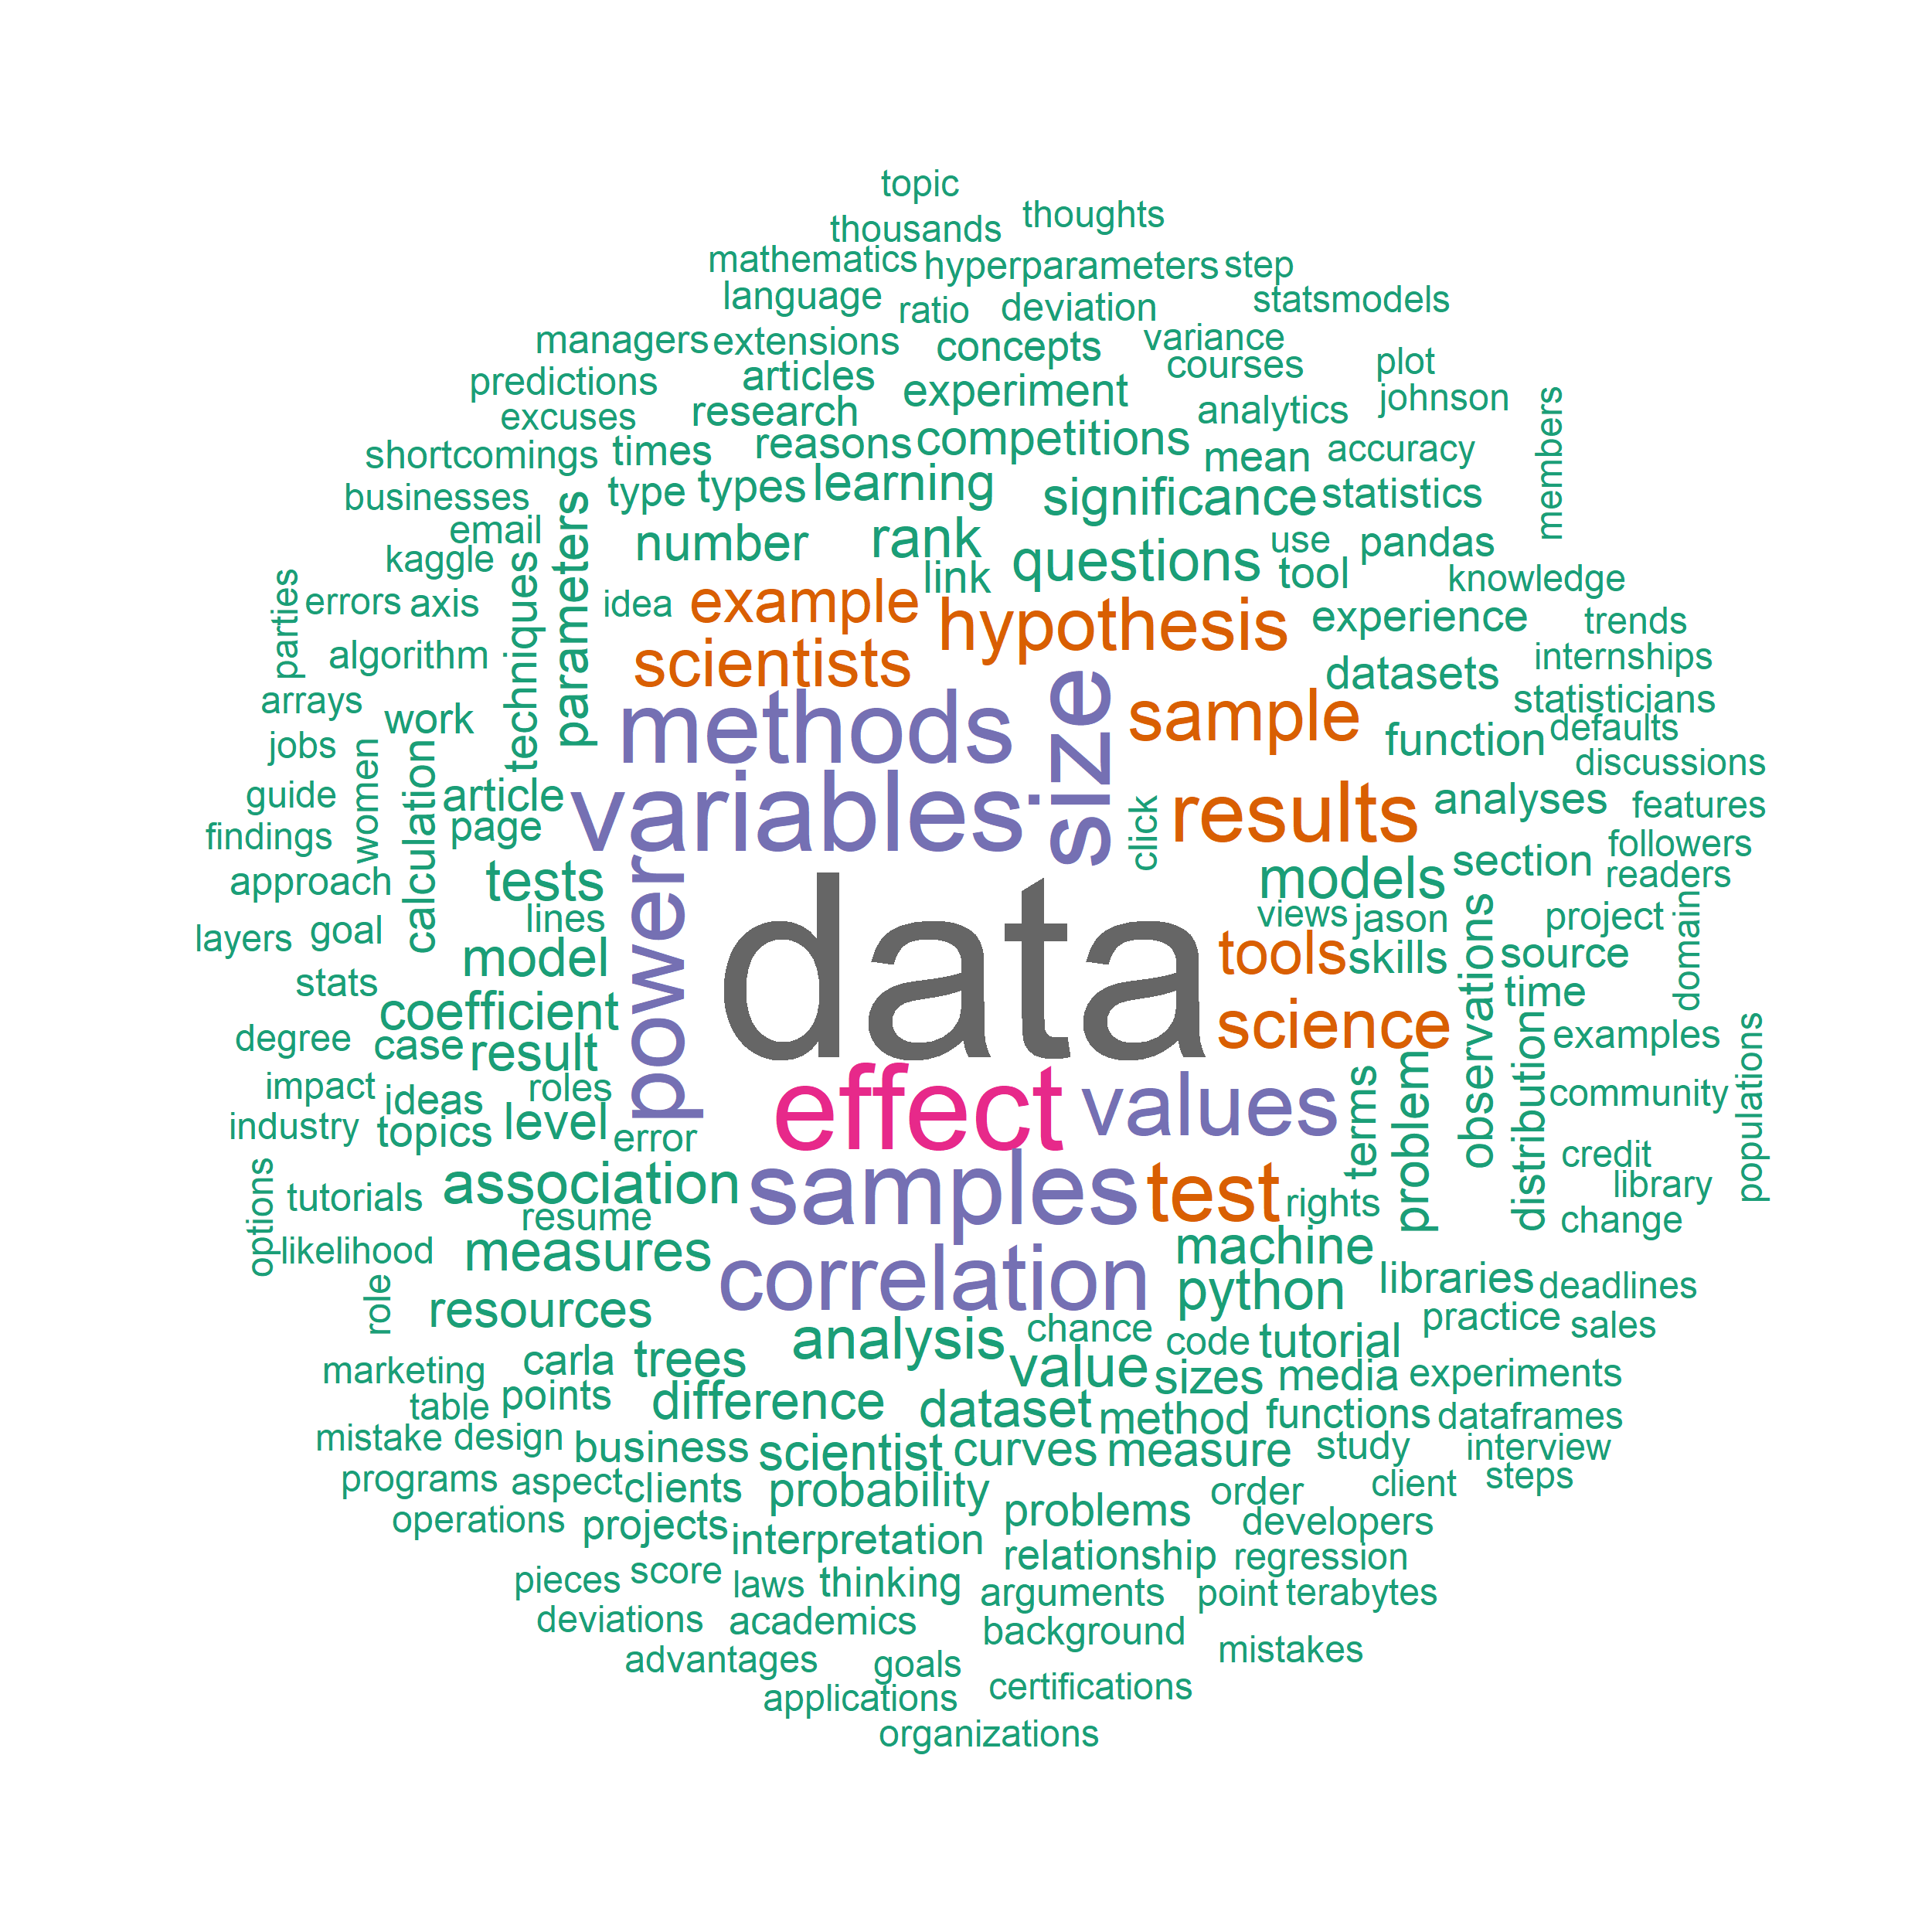 topic
thousands
thoughts
mathematics
hyperparameters
step
language
ratio
deviation
statsmodels
managers
extensions
concepts
variance
predictions
articles
experiment
courses
plot
excuses
research
analytics
johnson
members
shortcomings
times
reasons
competitions
mean
accuracy
businesses
type
types
learning
significance
statistics
email
parameters
number
rank
questions
use
pandas
kaggle
techniques
link
tool
knowledge
parties
errors
axis
idea
example
hypothesis
experience
trends
algorithm
scientists
datasets
internships
arrays
work
methods
size
sample
statisticians
jobs
women
calculation
function
defaults
discussions
guide
article
variables
click
results
analyses
features
findings
page
followers
approach
tests
power
data
models
section
readers
layers
goal
lines
views
jason
observations
project
domain
stats
model
tools
skills
source
coefficient
time
degree
case
result
science
problem
distribution
examples
populations
impact
ideas
roles
effect
values
terms
community
industry
topics
level
error
options
tutorials
association
samples
test
rights
credit
library
resume
change
likelihood
measures
correlation
machine
role
resources
python
libraries
deadlines
analysis
chance
code
tutorial
practice
sales
marketing
carla
trees
value
sizes
media
experiments
table
points
difference
dataset
method
functions
dataframes
mistake
design
business
scientist
curves
measure
study
interview
programs
aspect
clients
probability
order
client
steps
operations
projects
interpretation
problems
developers
relationship
regression
pieces
score
laws
thinking
arguments
point
terabytes
deviations
academics
background
mistakes
advantages
goals
applications
certifications
organizations